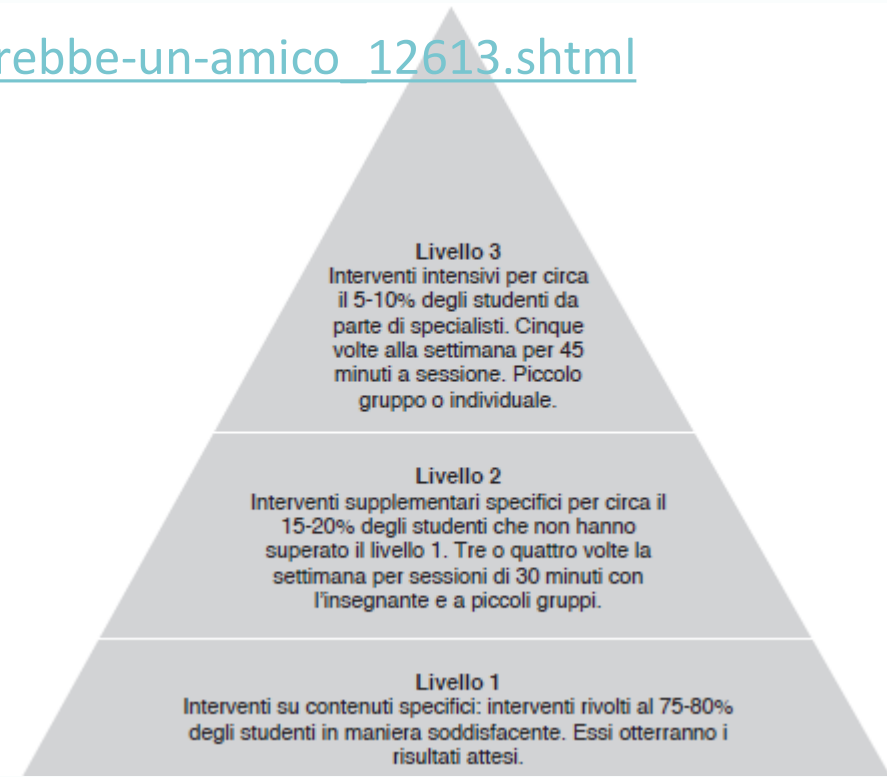 rebbe-un-amico_12613.shtml
Livello 3
Interventi intensivi per circa
il 5-10% degli studenti da
parte di specialisti. Cinque
volte alla settimana per 45
minuti a sessione. Piccolo
gruppo o individuale.
Livello 2
Interventi supplementari specifici per circa il
15-20% degli studenti che non hanno
superato il livello 1. Tre o quattro volte la
settimana per sessioni di 30 minuti con
l'insegnante e a piccoli gruppi.
Livello 1
Interventi su contenuti specifici: interventi rivolti al 75-80%
degli studenti in maniera soddisfacente. Essi otterranno i
risultati attesi.